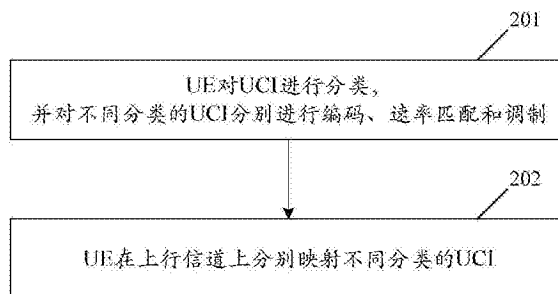 201
UE对UCI进行分类,
并对不同分类的UCI分别进行编码、速率匹配和调制
202
UE在上行信道上分别映射不同分类的UCI